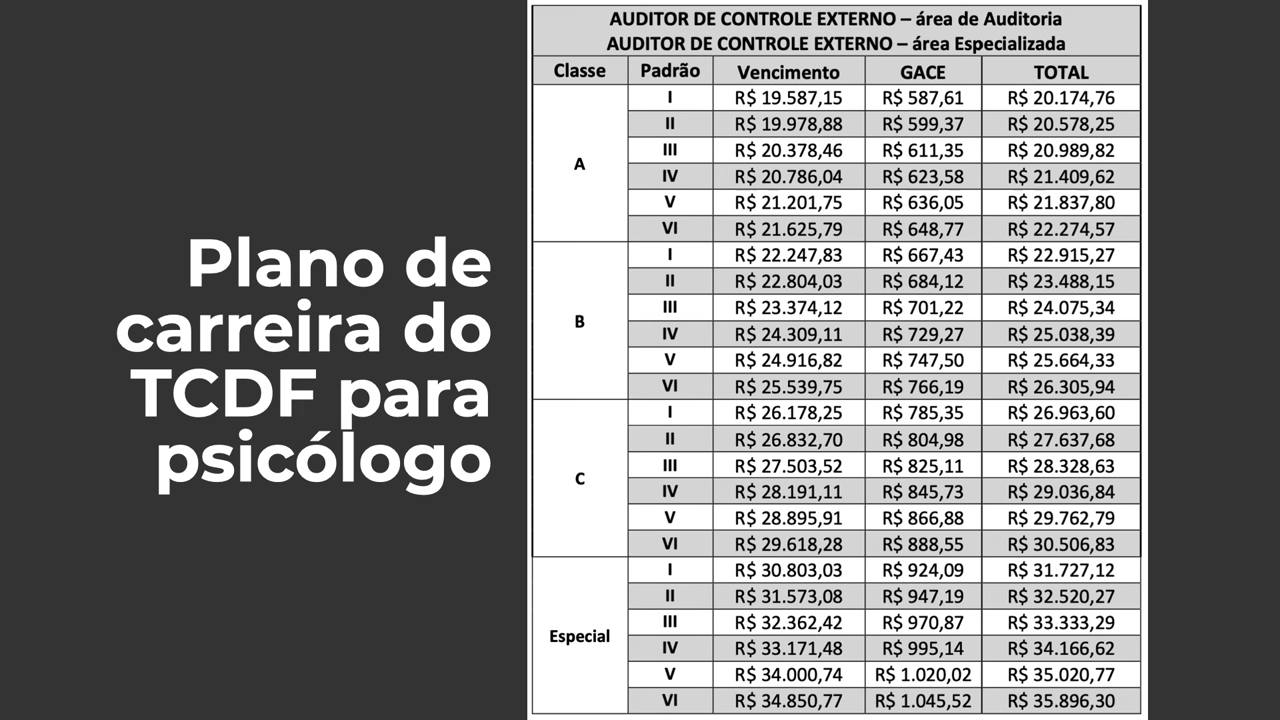 Plano de
carreira do
TCDF para
psicólogo
AUDITOR DE CONTROLE EXTERNO – área de Auditoria
AUDITOR DE CONTROLE EXTERNO – área Especializada
Classe Padrão Vencimento GACE TOTAL
A
I R$ 19.587,15 R$ 587,61 R$ 20.174,76
II R$ 19.978,88 R$ 599,37 R$ 20.578,25
III R$ 20.378,46 R$ 611,35 R$ 20.989,82
IV R$ 20.786,04 R$ 623,58 R$ 21.409,62
V R$ 21.201,75 R$ 636,05 R$ 21.837,80
VI R$ 21.625,79 R$ 648,77 R$ 22.274,57
B
I R$ 22.247,83 R$ 667,43 R$ 22.915,27
II R$ 22.804,03 R$ 684,12 R$ 23.488,15
III R$ 23.374,12 R$ 701,22 R$ 24.075,34
IV R$ 24.309,11 R$ 729,27 R$ 25.038,39
V R$ 24.916,82 R$ 747,50 R$ 25.664,33
VI R$ 25.539,75 R$ 766,19 R$ 26.305,94
C
I R$ 26.178,25 R$ 785,35 R$ 26.963,60
II R$ 26.832,70 R$ 804,98 R$ 27.637,68
III R$ 27.503,52 R$ 825,11 R$ 28.328,63
IV R$ 28.191,11 R$ 845,73 R$ 29.036,84
V R$ 28.895,91 R$ 866,88 R$ 29.762,79
VI R$ 29.618,28 R$ 888,55 R$ 30.506,83
Especial
I R$ 30.803,03 R$ 924,09 R$ 31.727,12
II R$ 31.573,08 R$ 947,19 R$ 32.520,27
III R$ 32.362,42 R$ 970,87 R$ 33.333,29
IV R$ 33.171,48 R$ 995,14 R$ 34.166,62
V R$ 34.000,74 R$ 1.020,02 R$ 35.020,77
VI R$ 34.850,77 R$ 1.045,52 R$ 35.896,30